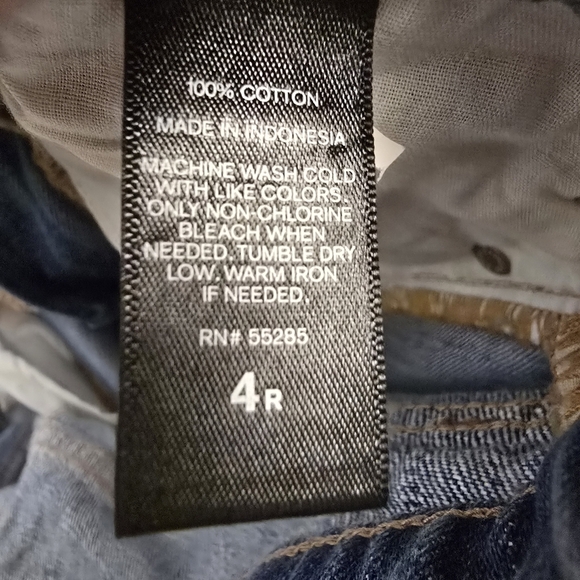 100% COTTON
MADE IN INDONESIA
MACHINE WASH COLD
WITH LIKE COLORS.
ONLY NON-CHLORINE
BLEACH WHEN
NEEDED. TUMBLE DRY
LOW. WARM IRON
IF NEEDED.
RN# 55285
4R